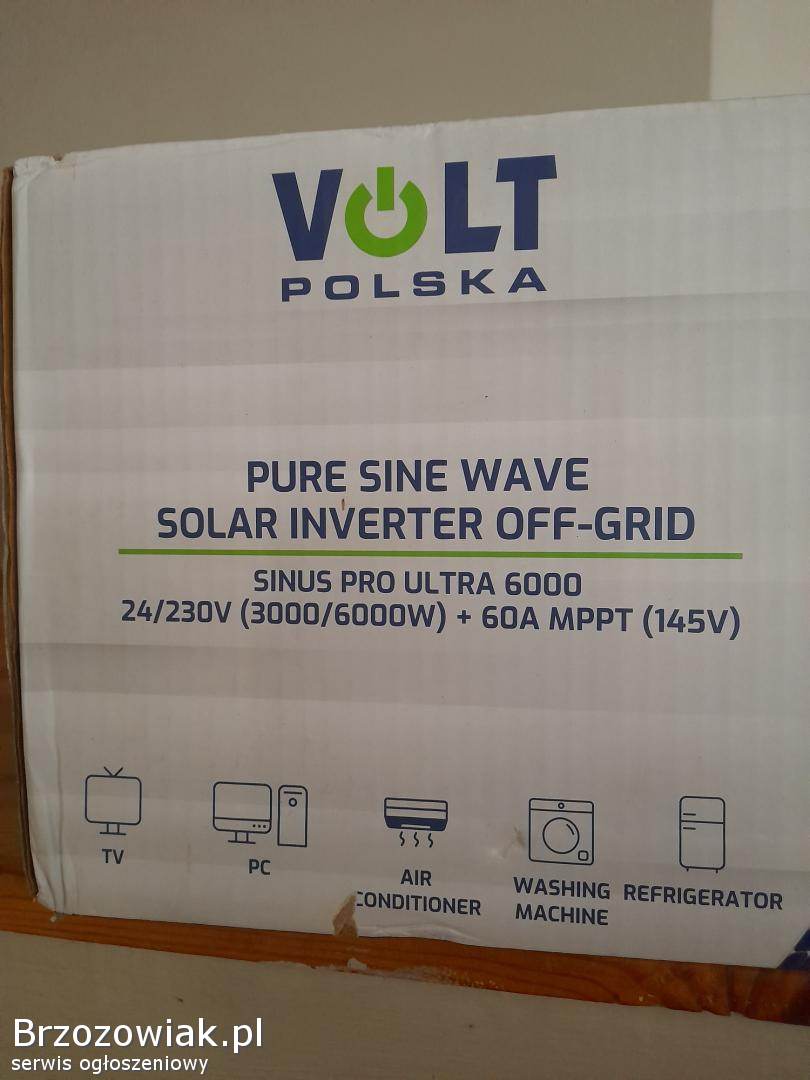 VOLT
POLSKA
PURE SINE WAVE
SOLAR INVERTER OFF-GRID
SINUS PRO ULTRA 6000
24/230V (3000/6000W) + 60A MPPT (145V)
TV
PC
AIR
CONDITIONER
WASHING
MACHINE
REFRIGERATOR
Brzozowiak.pl
serwis ogłoszeniowy